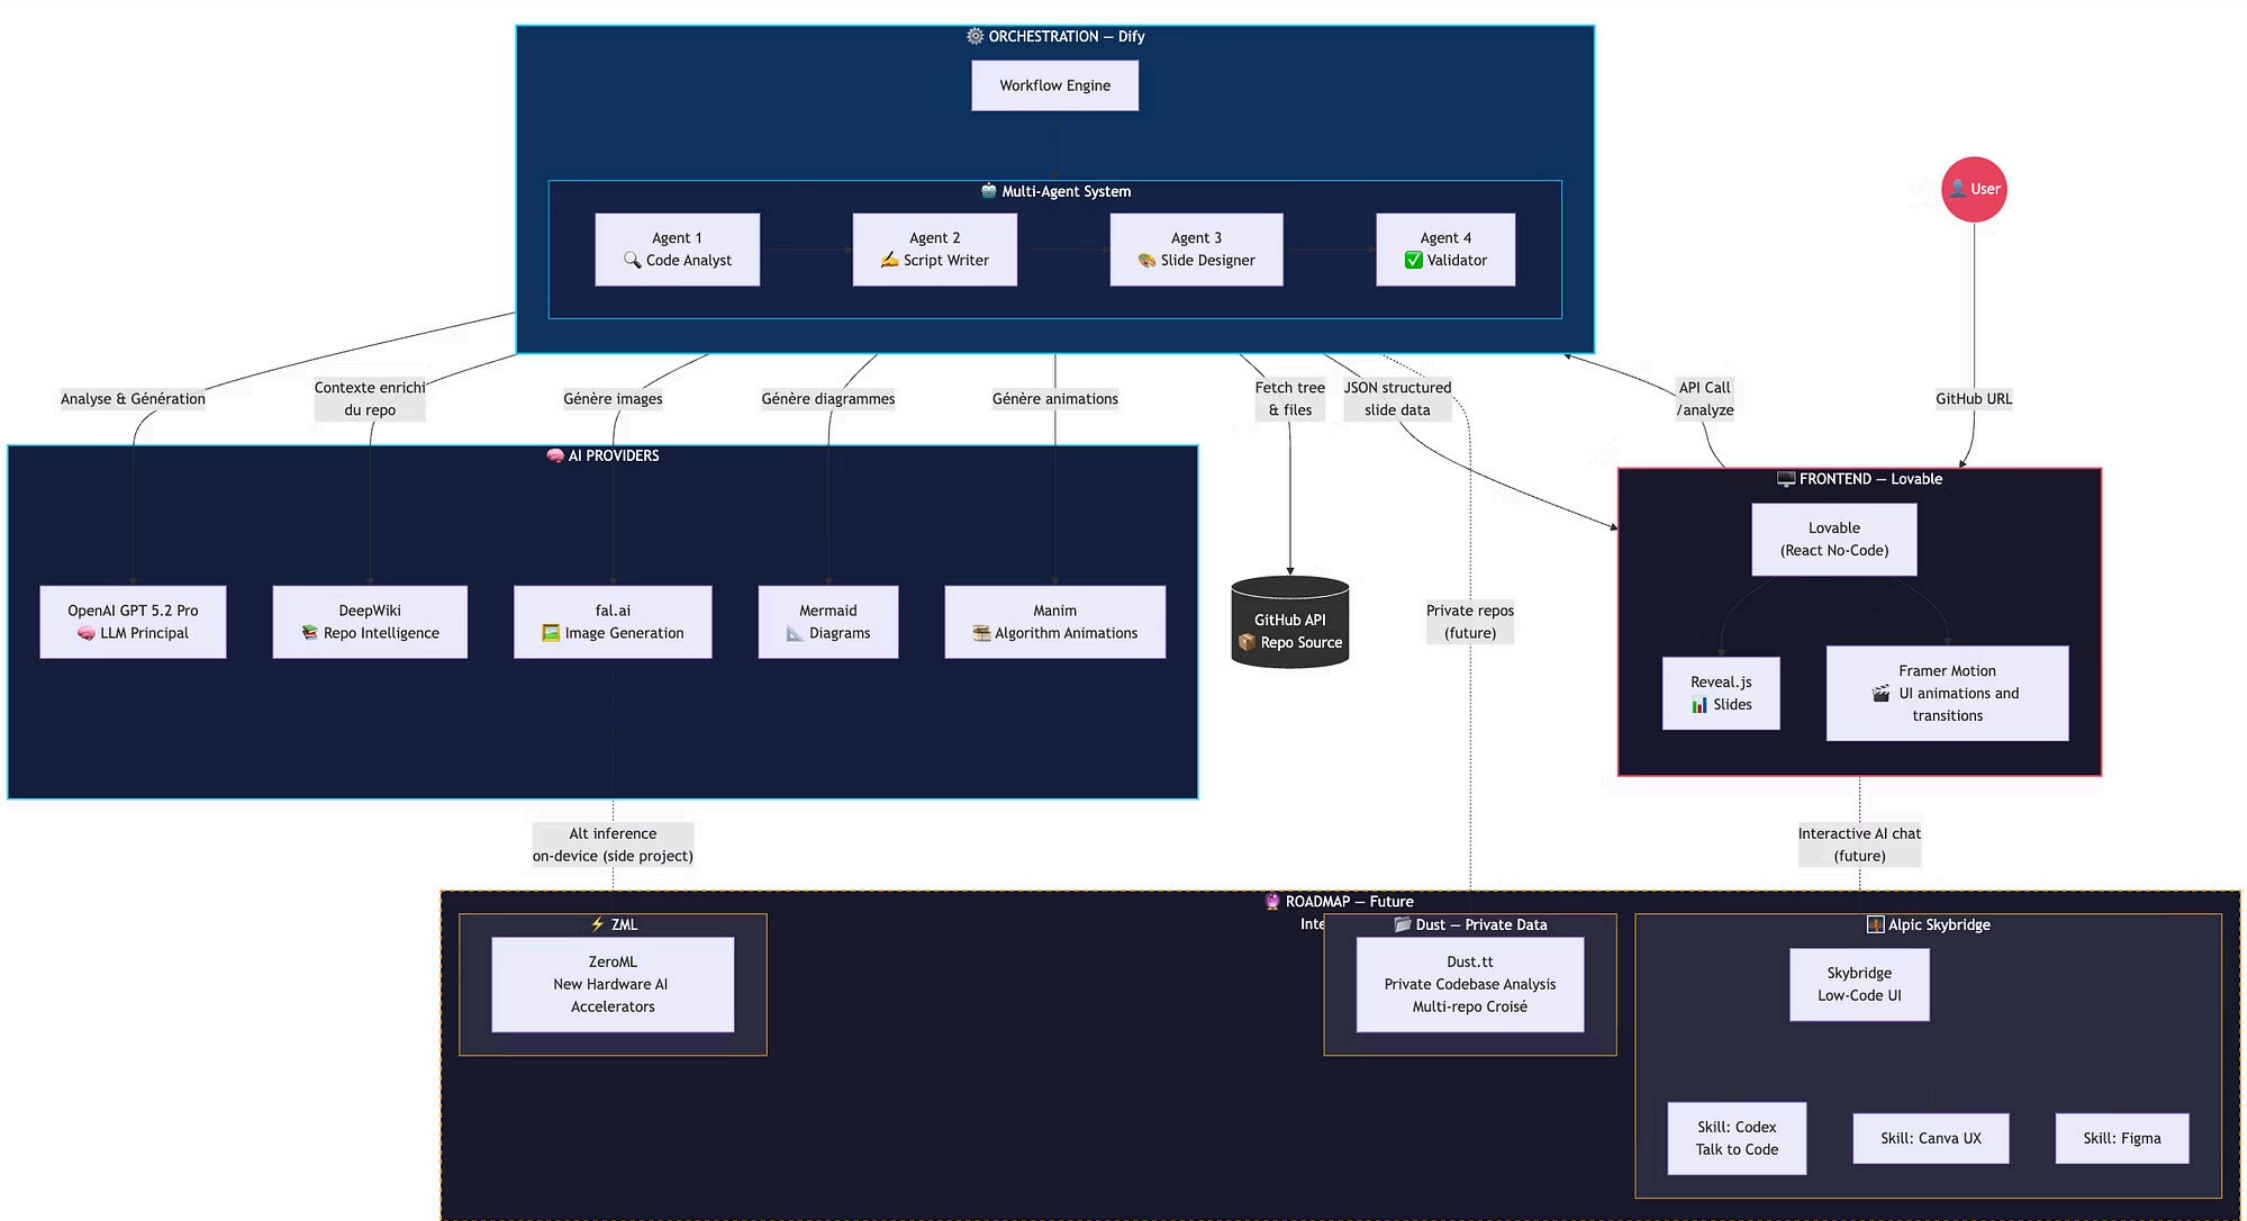 ⚙️ ORCHESTRATION — Dify
Workflow Engine
🤖 Multi-Agent System
Agent 1
🔍 Code Analyst
Agent 2
✍️ Script Writer
Agent 3
🎨 Slide Designer
Agent 4
✅ Validator
👤 User
Analyse & Génération
Contexte enrichi
du repo
Génère images
Génère diagrammes
Génère animations
Fetch tree
& files
JSON structured
slide data
API Call
/analyze
GitHub URL
🧠 AI PROVIDERS
OpenAI GPT 5.2 Pro
🧠 LLM Principal
DeepWiki
📚 Repo Intelligence
fal.ai
🖼️ Image Generation
Mermaid
📐 Diagrams
Manim
Algorithm Animations
GitHub API
📦 Repo Source
Private repos
(future)
🖥️ FRONTEND — Lovable
Lovable
(React No-Code)
Reveal.js
📊 Slides
Framer Motion
🎬 UI animations and
transitions
Alt inference
on-device (side project)
Interactive AI chat
(future)
🔮 ROADMAP — Future
Inte
⚡ ZML
ZeroML
New Hardware AI
Accelerators
📂 Dust — Private Data
Dust.tt
Private Codebase Analysis
Multi-repo Croisé
🌉 Alpic Skybridge
Skybridge
Low-Code UI
Skill: Codex
Talk to Code
Skill: Canva UX
Skill: Figma